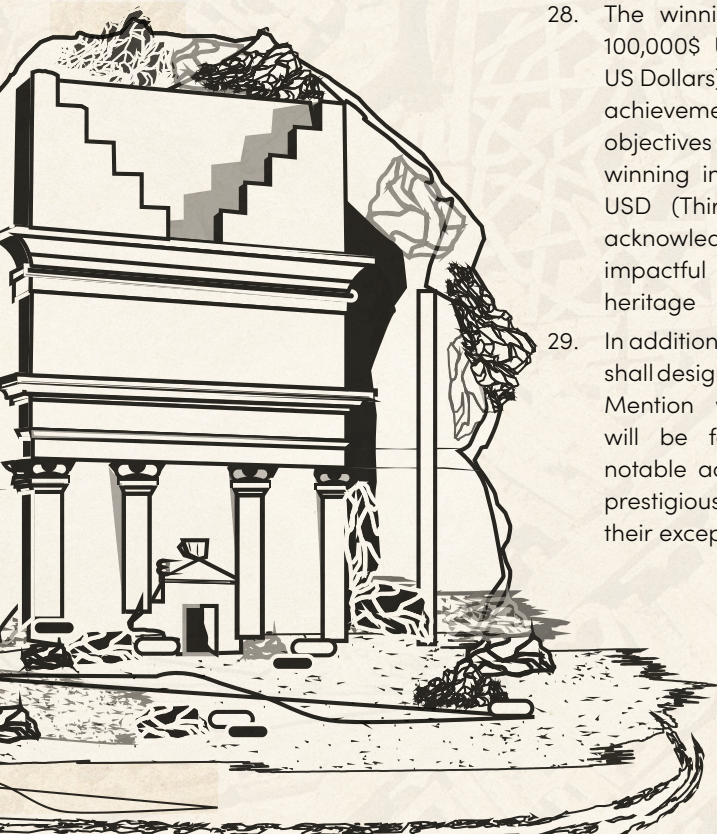 28. The winni
100,000$
US Dollars)
achieveme
objectives
winning in
USD (Thir
acknowled
impactful
heritage
29. In addition
shall desig
Mention
will be f
notable a
prestigious
their excep